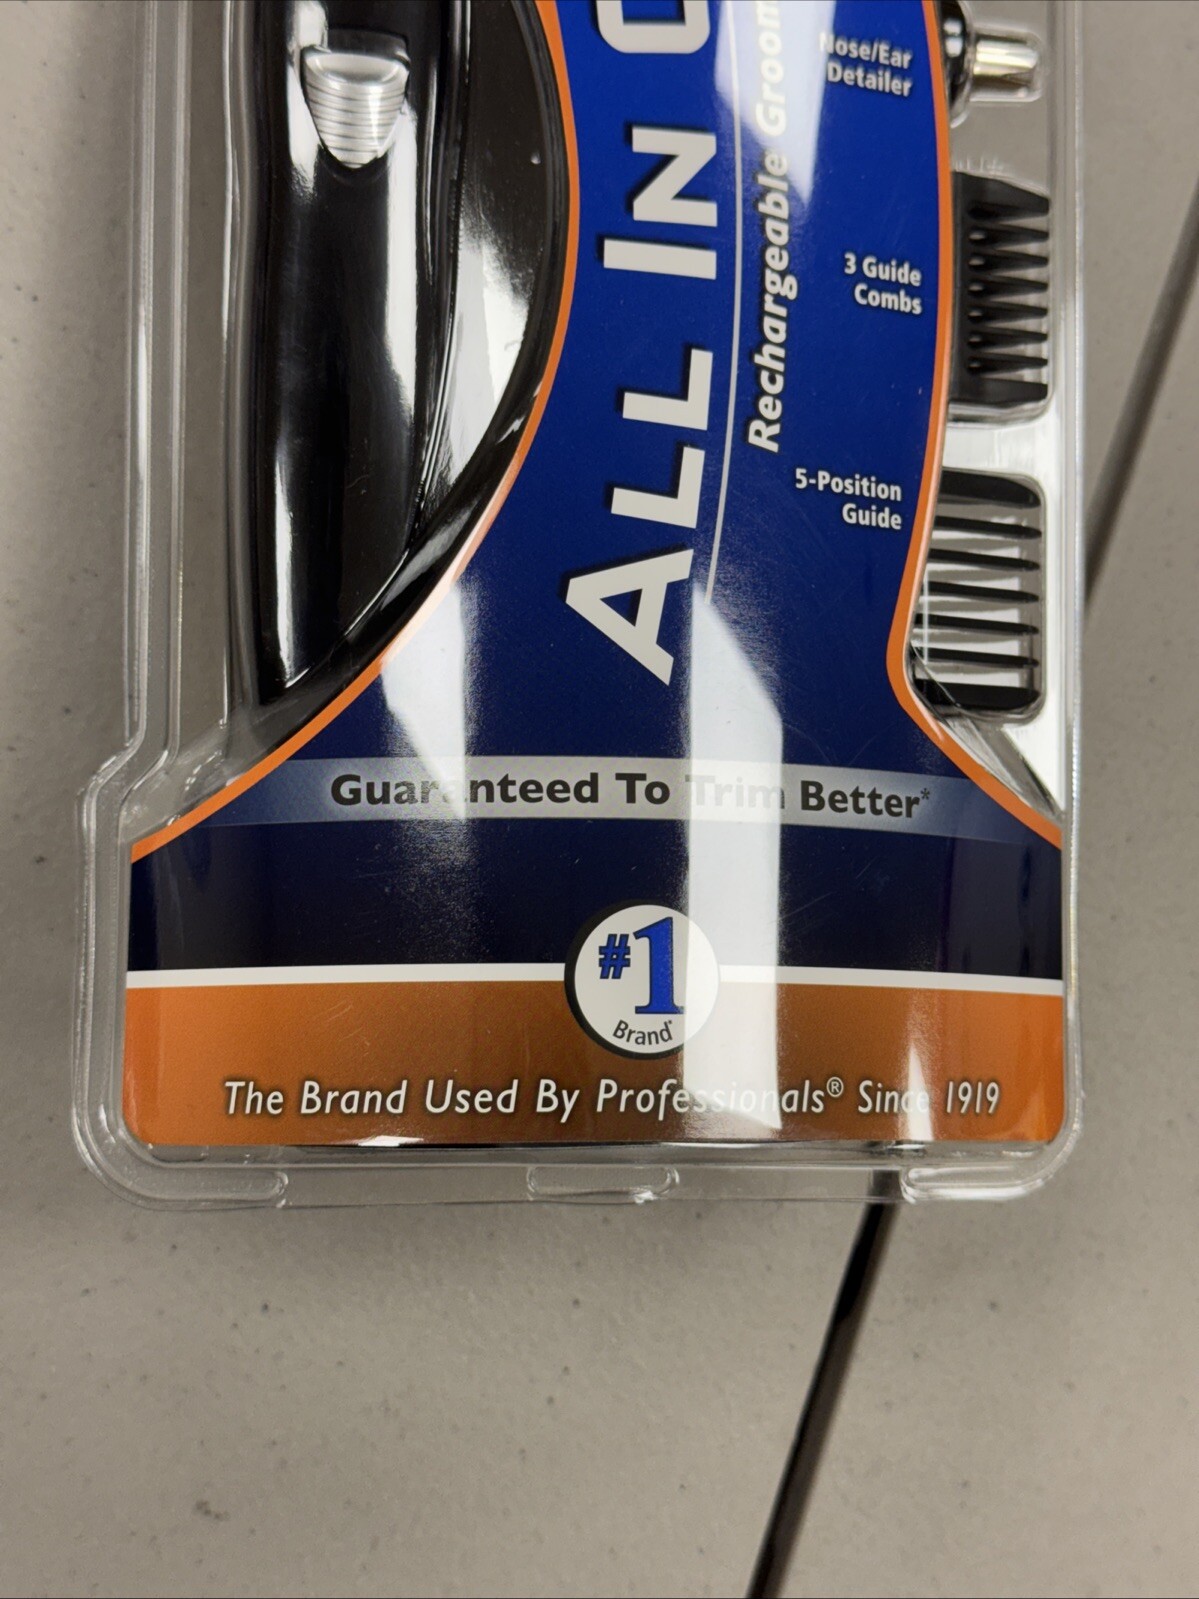 ALL IN
Rechargeable Groom
Nose/Ear
Detailer
3 Guide
Combs
5-Position
Guide
Guaranteed To Trim Better*
#1
Brand*
The Brand Used By Professionals® Since 1919